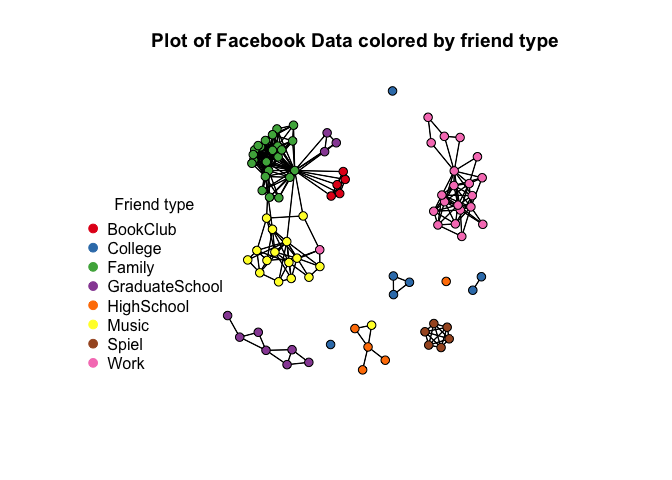 Plot of Facebook Data colored by friend type
Friend type
BookClub
College
Family
GraduateSchool
HighSchool
Music
Spiel
Work